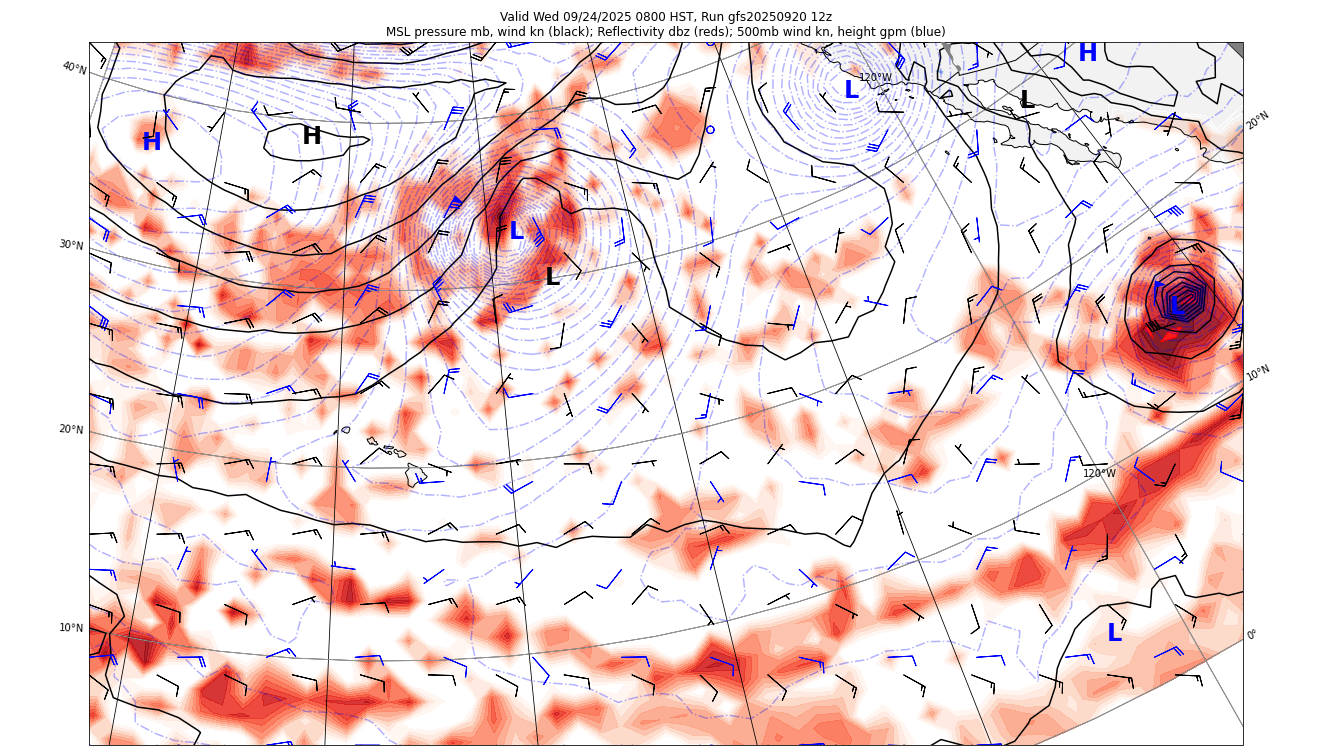 Valid Wed 09/24/2025 0800 HST, Run gfs20250920 12z
MSL pressure mb, wind kn (black); Reflectivity dbz (reds); 500mb wind kn, height gpm (blue)
H
40°N
120°W
L
L
20°N
H
H
L
30°N
L
L
10°N
20°N
120°W
10°N
L
0°